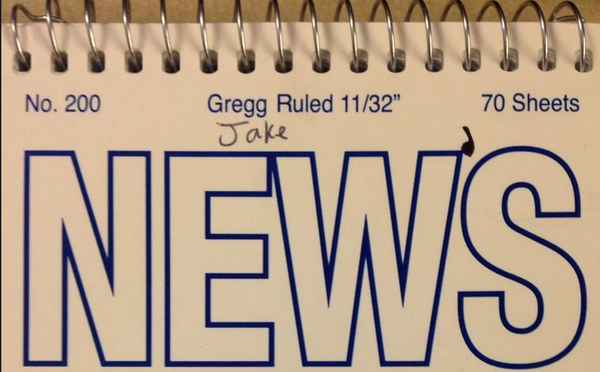 No. 200 Gregg Ruled 11/32” 70 Sheets
Jake
NEW'S